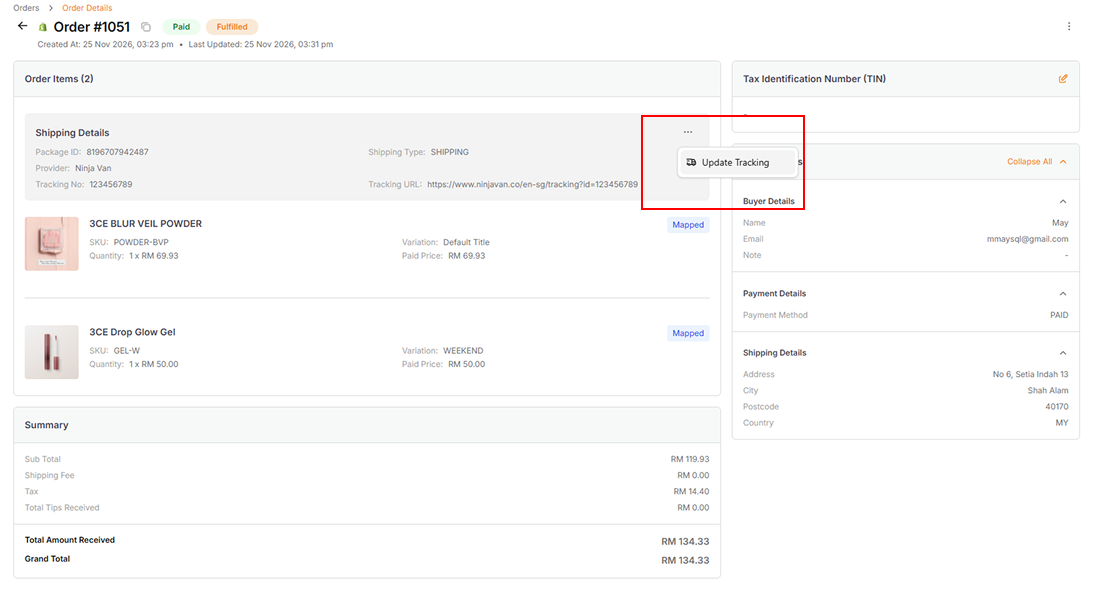 Orders > Order Details
Order #1051 Paid Fulfilled
Created At: 25 Nov 2026, 03:23 pm • Last Updated: 25 Nov 2026, 03:31 pm
Order Items (2)
Shipping Details
Package ID: 8196707942487 Shipping Type: SHIPPING
Provider: Ninja Van
Tracking No: 123456789 Tracking URL: https://www.ninjavan.co/en-sg/tracking?id=123456789
Update Tracking
3CE BLUR VEIL POWDER Mapped
SKU: POWDER-BVP Variation: Default Title
Quantity: 1 x RM 69.93 Paid Price: RM 69.93
3CE Drop Glow Gel Mapped
SKU: GEL-W Variation: WEEKEND
Quantity: 1 x RM 50.00 Paid Price: RM 50.00
Summary
Sub Total RM 119.93
Shipping Fee RM 0.00
Tax RM 14.40
Total Tips Received RM 0.00
Total Amount Received RM 134.33
Grand Total RM 134.33
Tax Identification Number (TIN)
Collapse All
Buyer Details
Name May
Email mmaysql@gmail.com
Note -
Payment Details
Payment Method PAID
Shipping Details
Address No 6, Setia Indah 13
City Shah Alam
Postcode 40170
Country MY